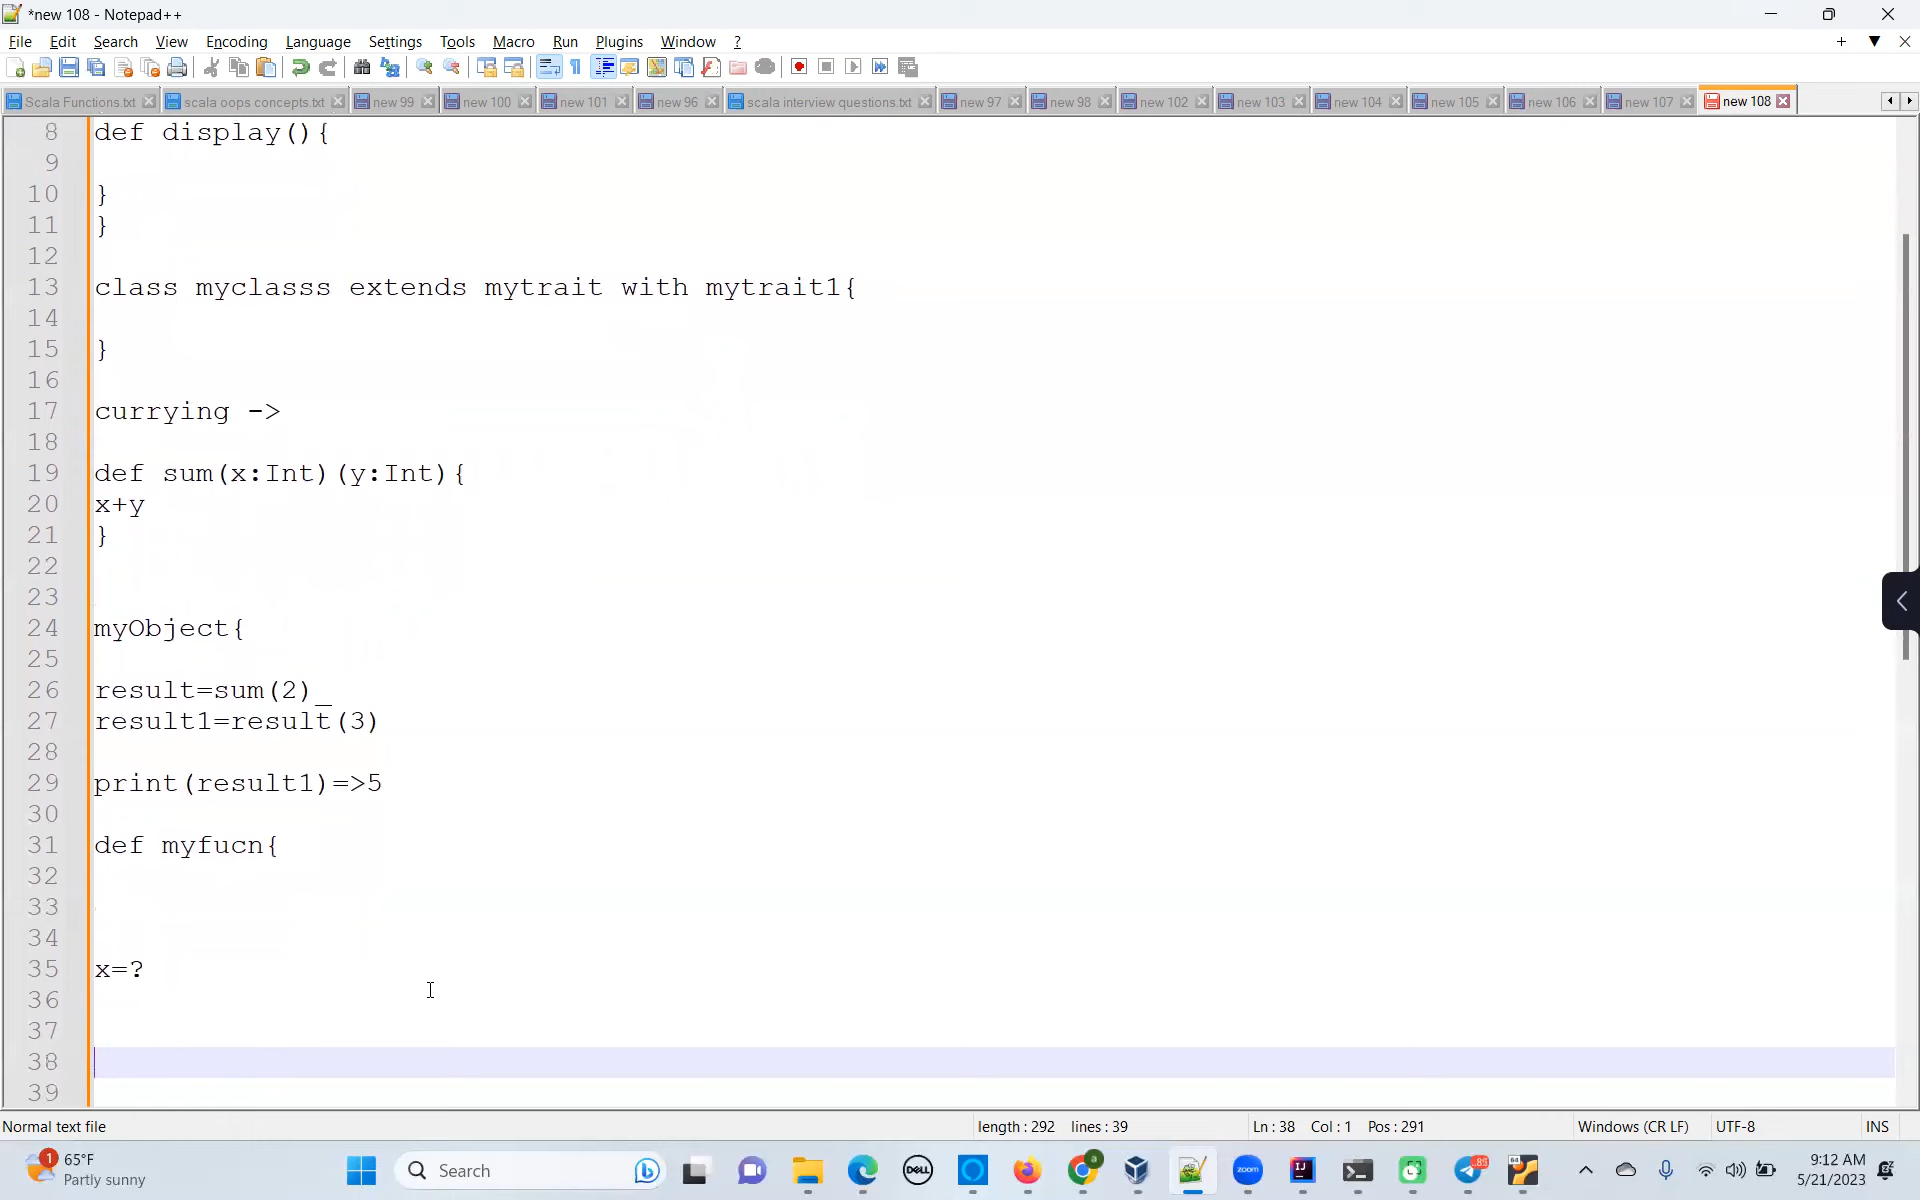 *new 108 - Notepad++
File Edit Search View Encoding Language Settings Tools Macro Run Plugins Window ?
Scala Functions.txt scala oops concepts.txt new 99 new 100 new 101 new 96 scala interview questions.txt new 97 new 98 new 102 new 103 new 104 new 105 new 106 new 107 new 108
8 def display(){
9
10 }
11 }
12
13 class myclasss extends mytrait with mytrait1{
14
15 }
16
17 currying ->
18
19 def sum(x:Int)(y:Int){
20 x+y
21 }
22
23
24 myObject{
25
26 result=sum(2)_
27 result1=result(3)
28
29 print(result1)=>5
30
31 def myfucn{
32
33
34
35 x=?
36
37
38
39
Normal text file length : 292 lines : 39 Ln : 38 Col : 1 Pos : 291 Windows (CR LF) UTF-8 INS
1 65°F
Partly sunny
Search
DELL
zoom
IJ
89
64
9:12 AM
5/21/2023